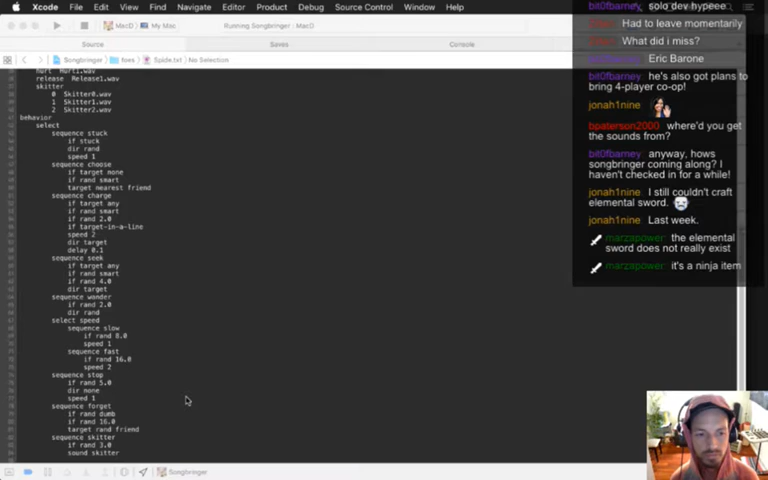 Xcode File Edit View Find Navigate Editor Product Debug Source Control Window Help
MacD My Mac
Running Songbringer : MacD
Source Saves Console
Songbringer foes Spide.txt No Selection
hurt Hurt1.wav
release Release1.wav
skitter
0 Skitter0.wav
1 Skitter1.wav
2 Skitter2.wav
behavior
select
sequence stuck
if stuck
dir rand
speed 1
sequence choose
if target none
if rand smart
target nearest friend
sequence charge
if target any
if rand smart
if rand 2.0
if target-in-a-line
speed 2
dir target
delay 0.1
sequence seek
if target any
if rand smart
if rand 4.0
dir target
sequence wander
if rand 2.0
dir rand
select speed
sequence slow
if rand 8.0
speed 1
sequence fast
if rand 16.0
speed 2
sequence stop
if rand 5.0
dir none
speed 1
sequence forget
if rand dumb
if rand 16.0
target rand friend
sequence skitter
if rand 3.0
sound skitter
Songbringer
bit0fbarney: solo dev hypeee
Had to leave momentarily
What did i miss?
Eric Barone
bit0fbarney: he's also got plans to
bring 4-player co-op!
jonah1nine:
bpaterson2000: where'd you get
the sounds from?
bit0fbarney: anyway, hows
songbringer coming along? I
haven't checked in for a while!
jonah1nine: I still couldn't craft
elemental sword.
jonah1nine: Last week.
marzapower: the elemental
sword does not really exist
marzapower: it's a ninja item